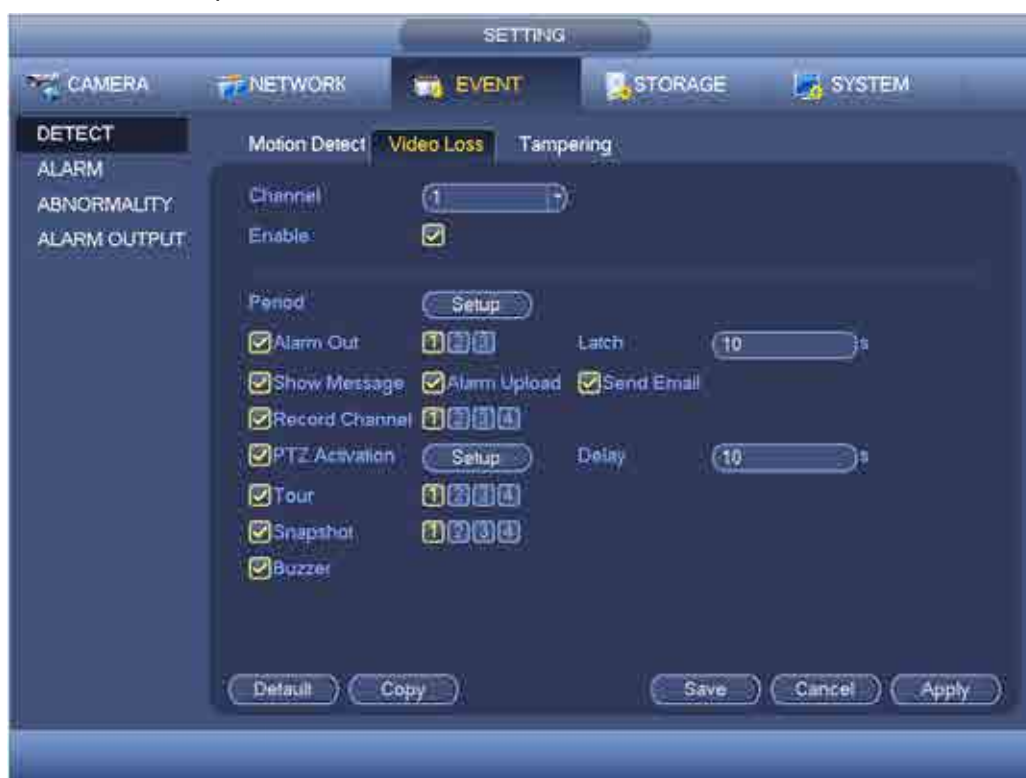 SETTING
CAMERA NETWORK EVENT STORAGE SYSTEM
DETECT
ALARM
ABNORMALITY
ALARM OUTPUT
Motion Detect Video Loss Tampering
Channel 1
Enable
Period Setup
Alarm Out 1 2 3 Latch 10 s
Show Message Alarm Upload Send Email
Record Channel 1 2 3 4
PTZ Activation Setup Delay 10 s
Tour 1 2 3 4
Snapshot 1 2 3 4
Buzzer
Default Copy Save Cancel Apply